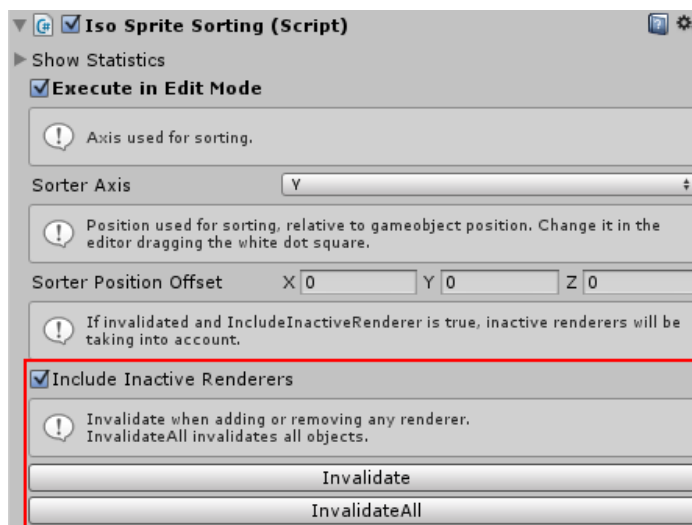 Iso Sprite Sorting (Script)
Show Statistics
Execute in Edit Mode
Axis used for sorting.
Sorter Axis Y
Position used for sorting, relative to gameobject position. Change it in the
editor dragging the white dot square.
Sorter Position Offset X 0 Y 0 Z 0
If invalidated and IncludeInactiveRenderer is true, inactive renderers will be
taking into account.
Include Inactive Renderers
Invalidate when adding or removing any renderer.
InvalidateAll invalidates all objects.
Invalidate
InvalidateAll